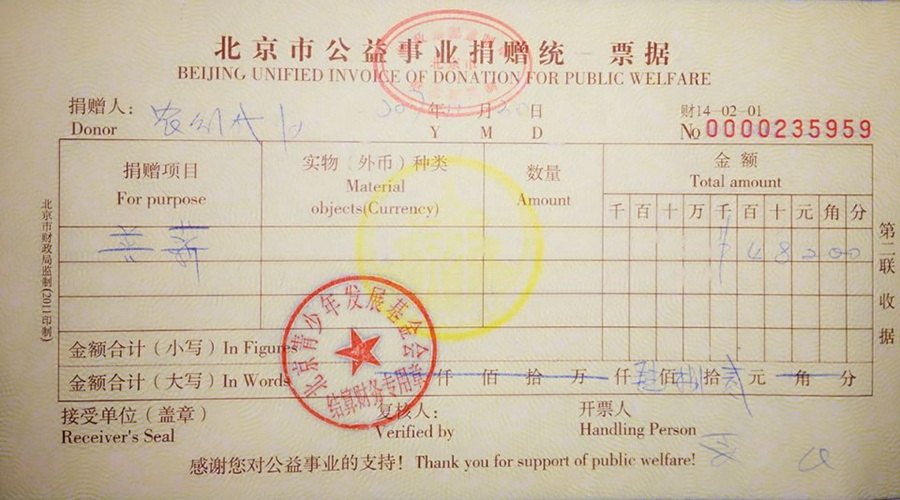 北京市公益事业捐赠统一票据
BEIJING UNIFIED INVOICE OF DONATION FOR PUBLIC WELFARE
捐赠人: 年 月 20 日 财14-02-01
Donor Y M D No 0000235959
捐赠项目 实物（外币）种类 数量 金额
For purpose Material objects(Currency) Amount Total amount
千 百 十 万 千 百 十 元 角 分
48200
金额合计（小写）In Figures
金额合计（大写）In Words 仟 佰 拾 万 仟 佰 捌 拾 贰 元 角 分
接受单位（盖章） 复核人: 开票人
Receiver's Seal Verified by Handling Person
感谢您对公益事业的支持！Thank you for support of public welfare!
北京市财政局监制(2011印制)
第二联 收据
北京青少年发展基金会
结算财务专用章